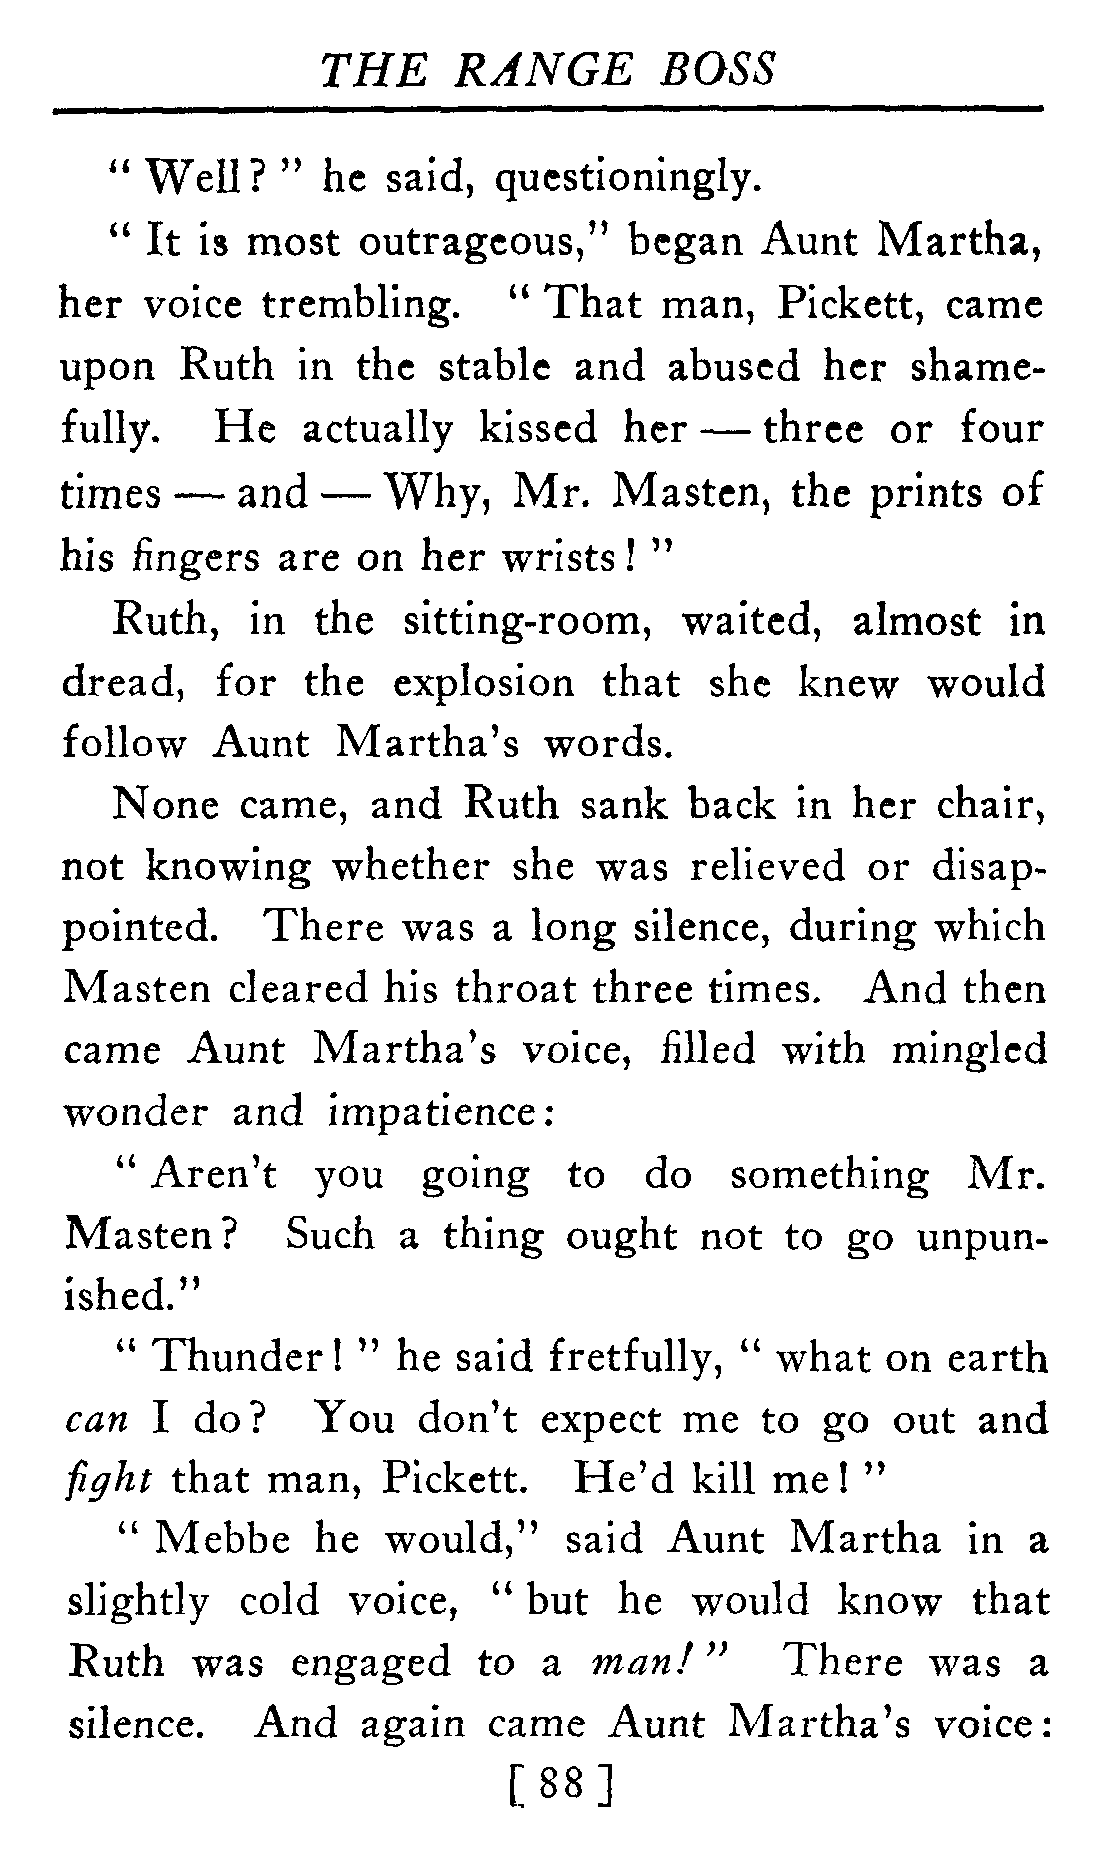 THE RANGE BOSS
" Well? " he said, questioningly.
" It is most outrageous," began Aunt Martha,
her voice trembling. " That man, Pickett, came
upon Ruth in the stable and abused her shame-
fully. He actually kissed her — three or four
times — and — Why, Mr. Masten, the prints of
his fingers are on her wrists! "
Ruth, in the sitting-room, waited, almost in
dread, for the explosion that she knew would
follow Aunt Martha's words.
None came, and Ruth sank back in her chair,
not knowing whether she was relieved or disap-
pointed. There was a long silence, during which
Masten cleared his throat three times. And then
came Aunt Martha's voice, filled with mingled
wonder and impatience:
" Aren't you going to do something Mr.
Masten? Such a thing ought not to go unpun-
ished."
" Thunder! " he said fretfully, " what on earth
can I do? You don't expect me to go out and
fight that man, Pickett. He'd kill me! "
" Mebbe he would," said Aunt Martha in a
slightly cold voice, " but he would know that
Ruth was engaged to a man! " There was a
silence. And again came Aunt Martha's voice:
[ 88 ]